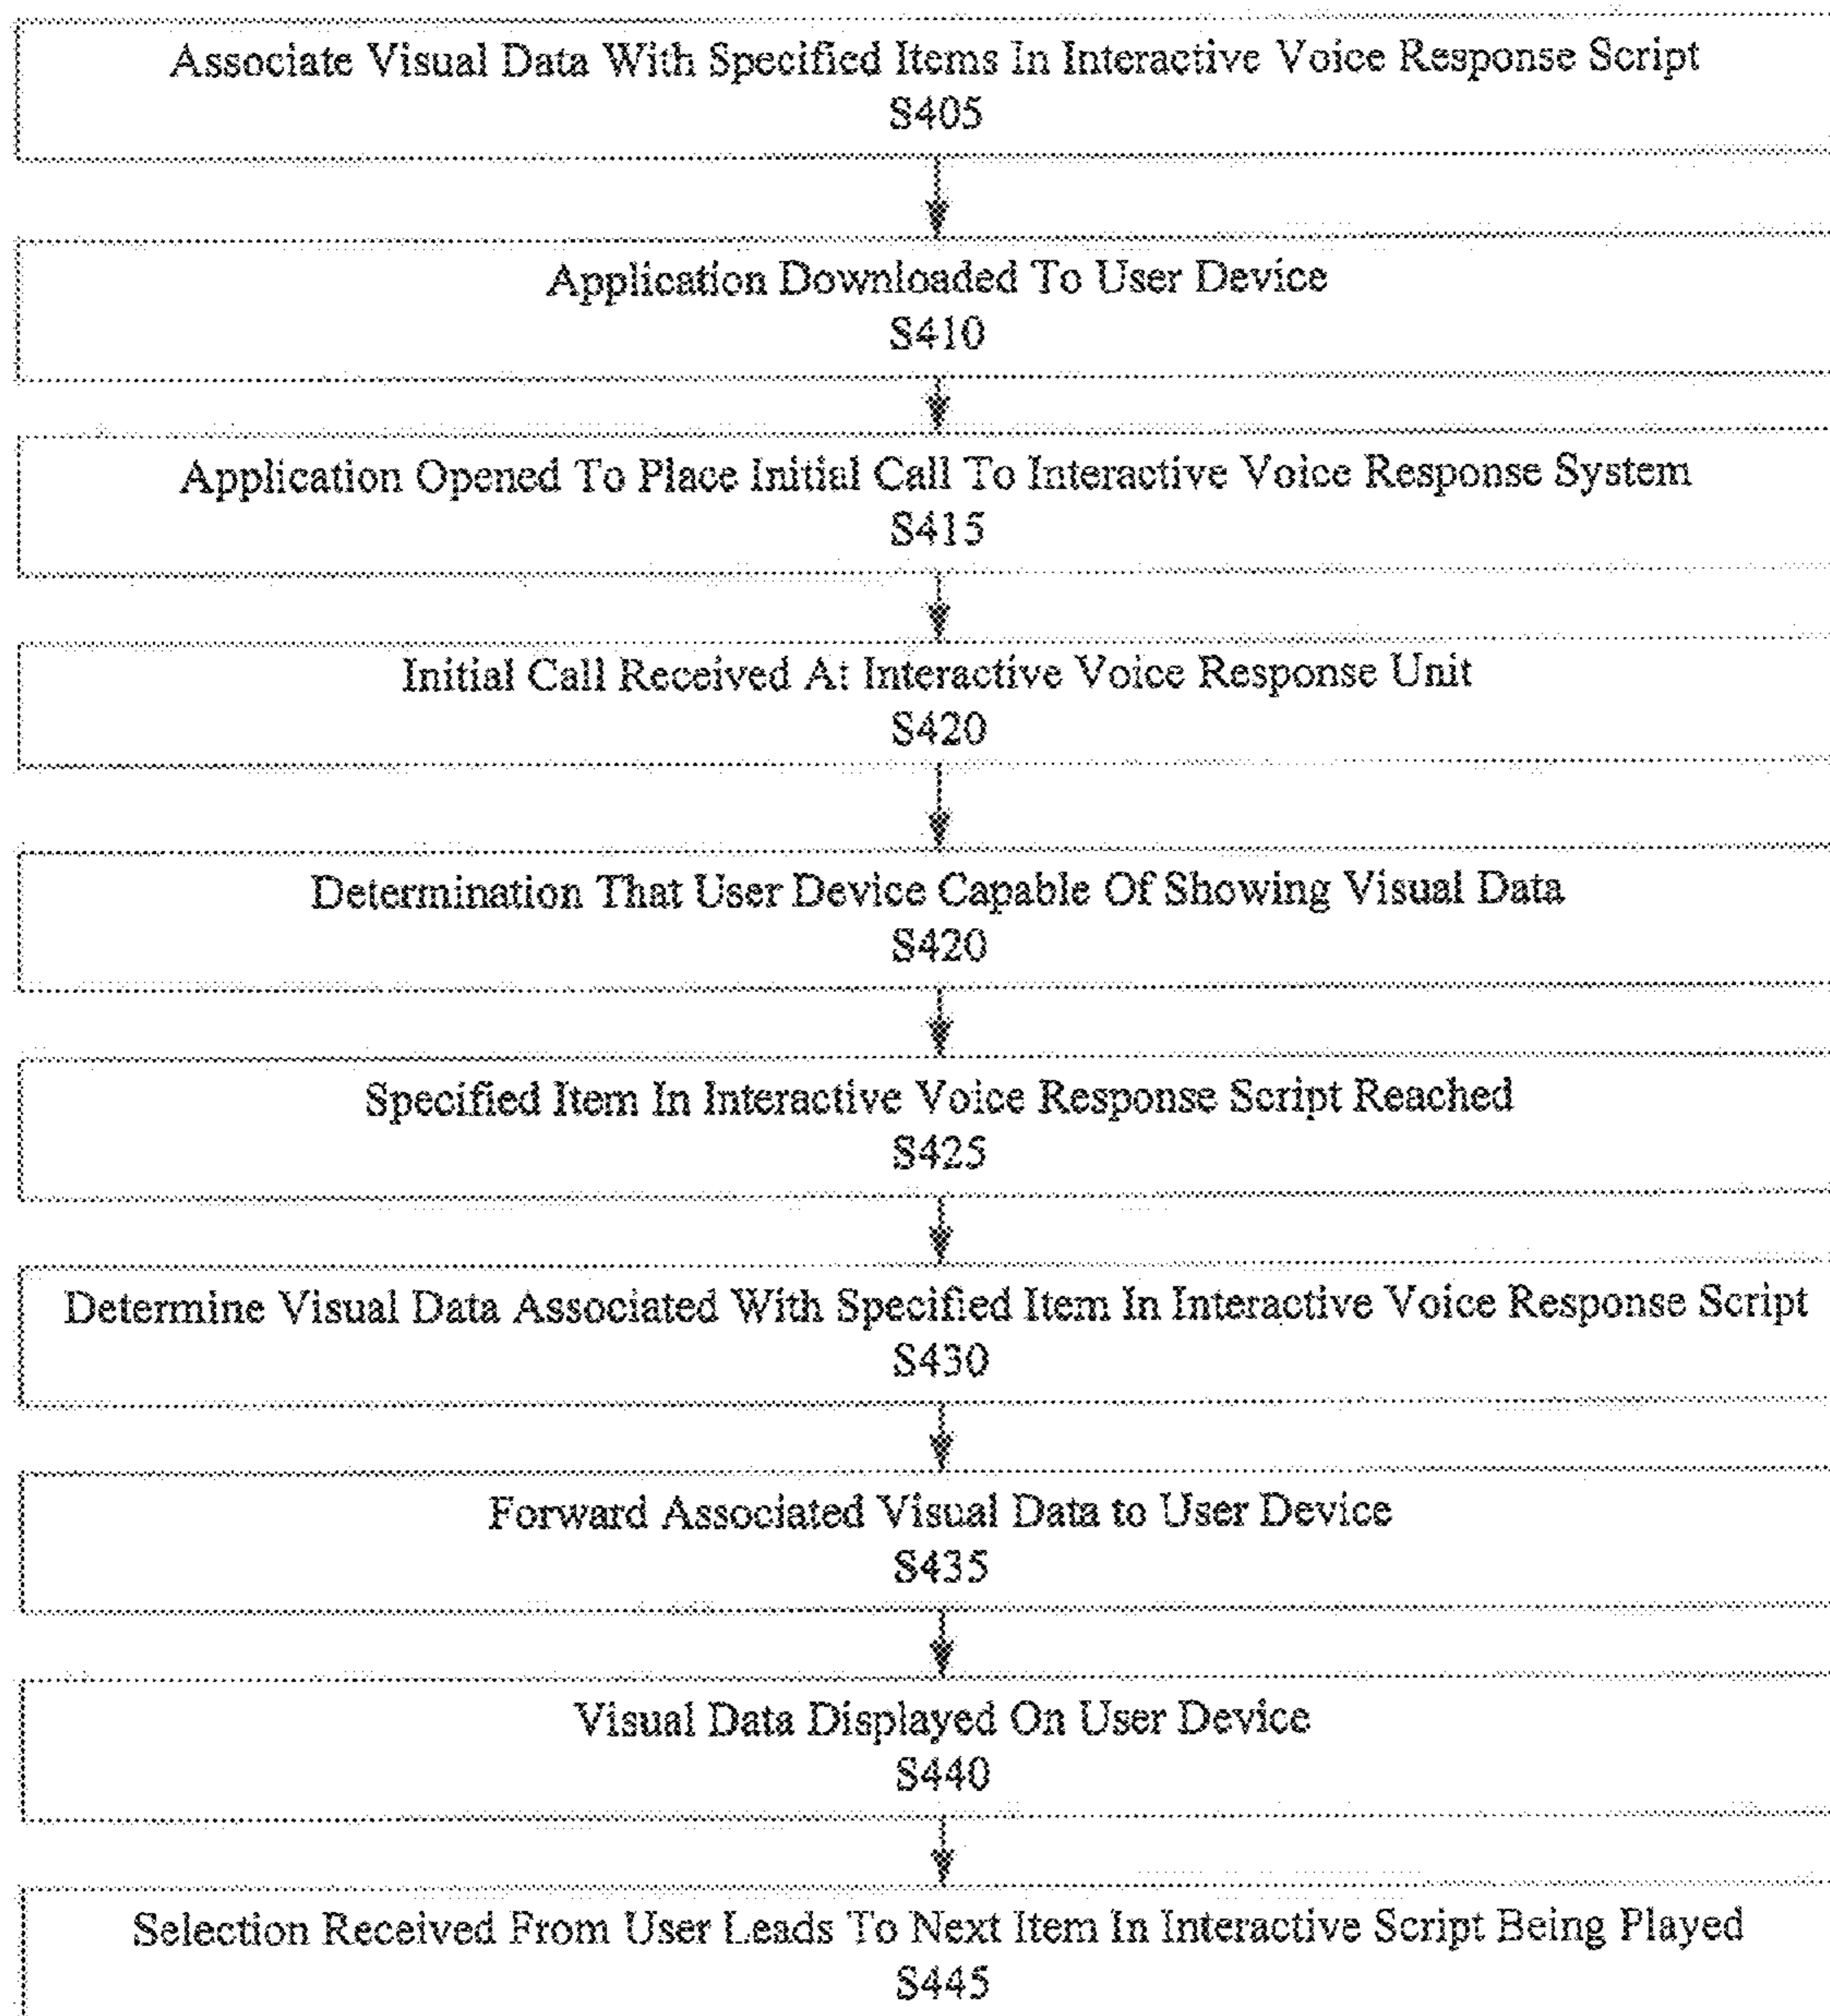 Associate Visual Data With Specified Items In Interactive Voice Response Script
S405
Application Downloaded To User Device
S410
Application Opened To Place Initial Call To Interactive Voice Response System
S415
Initial Call Received At Interactive Voice Response Unit
S420
Determination That User Device Capable Of Showing Visual Data
S420
Specified Item In Interactive Voice Response Script Reached
S425
Determine Visual Data Associated With Specified Item In Interactive Voice Response Script
S430
Forward Associated Visual Data to User Device
S435
Visual Data Displayed On User Device
S440
Selection Received From User Leads To Next Item In Interactive Script Being Played
S445